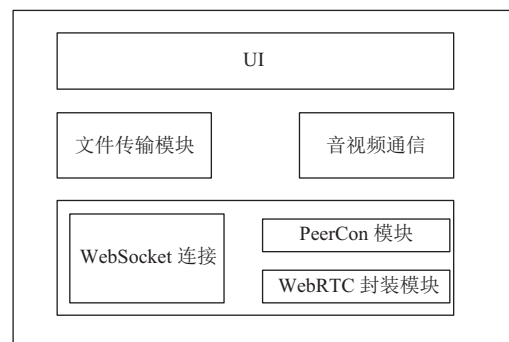 UI
文件传输模块
音视频通信
WebSocket 连接
PeerCon 模块
WebRTC 封装模块